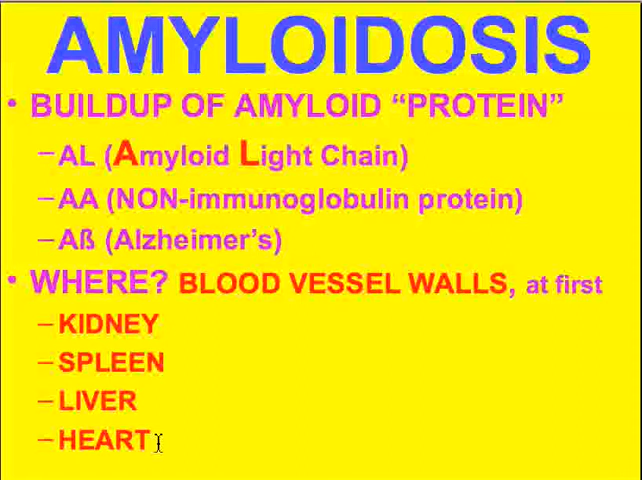 AMYLOIDOSIS
• BUILDUP OF AMYLOID “PROTEIN”
–AL (Amyloid Light Chain)
–AA (NON-immunoglobulin protein)
–Aß (Alzheimer’s)
• WHERE? BLOOD VESSEL WALLS, at first
–KIDNEY
–SPLEEN
–LIVER
–HEART